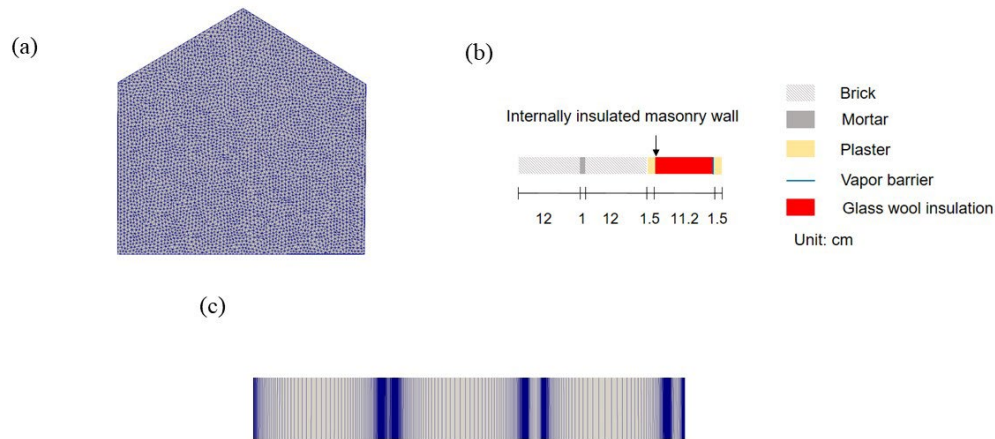 (a)
(b)
Internally insulated masonry wall
12 1 12 1.5 11.2 1.5
Brick
Mortar
Plaster
Vapor barrier
Glass wool insulation
Unit: cm
(c)